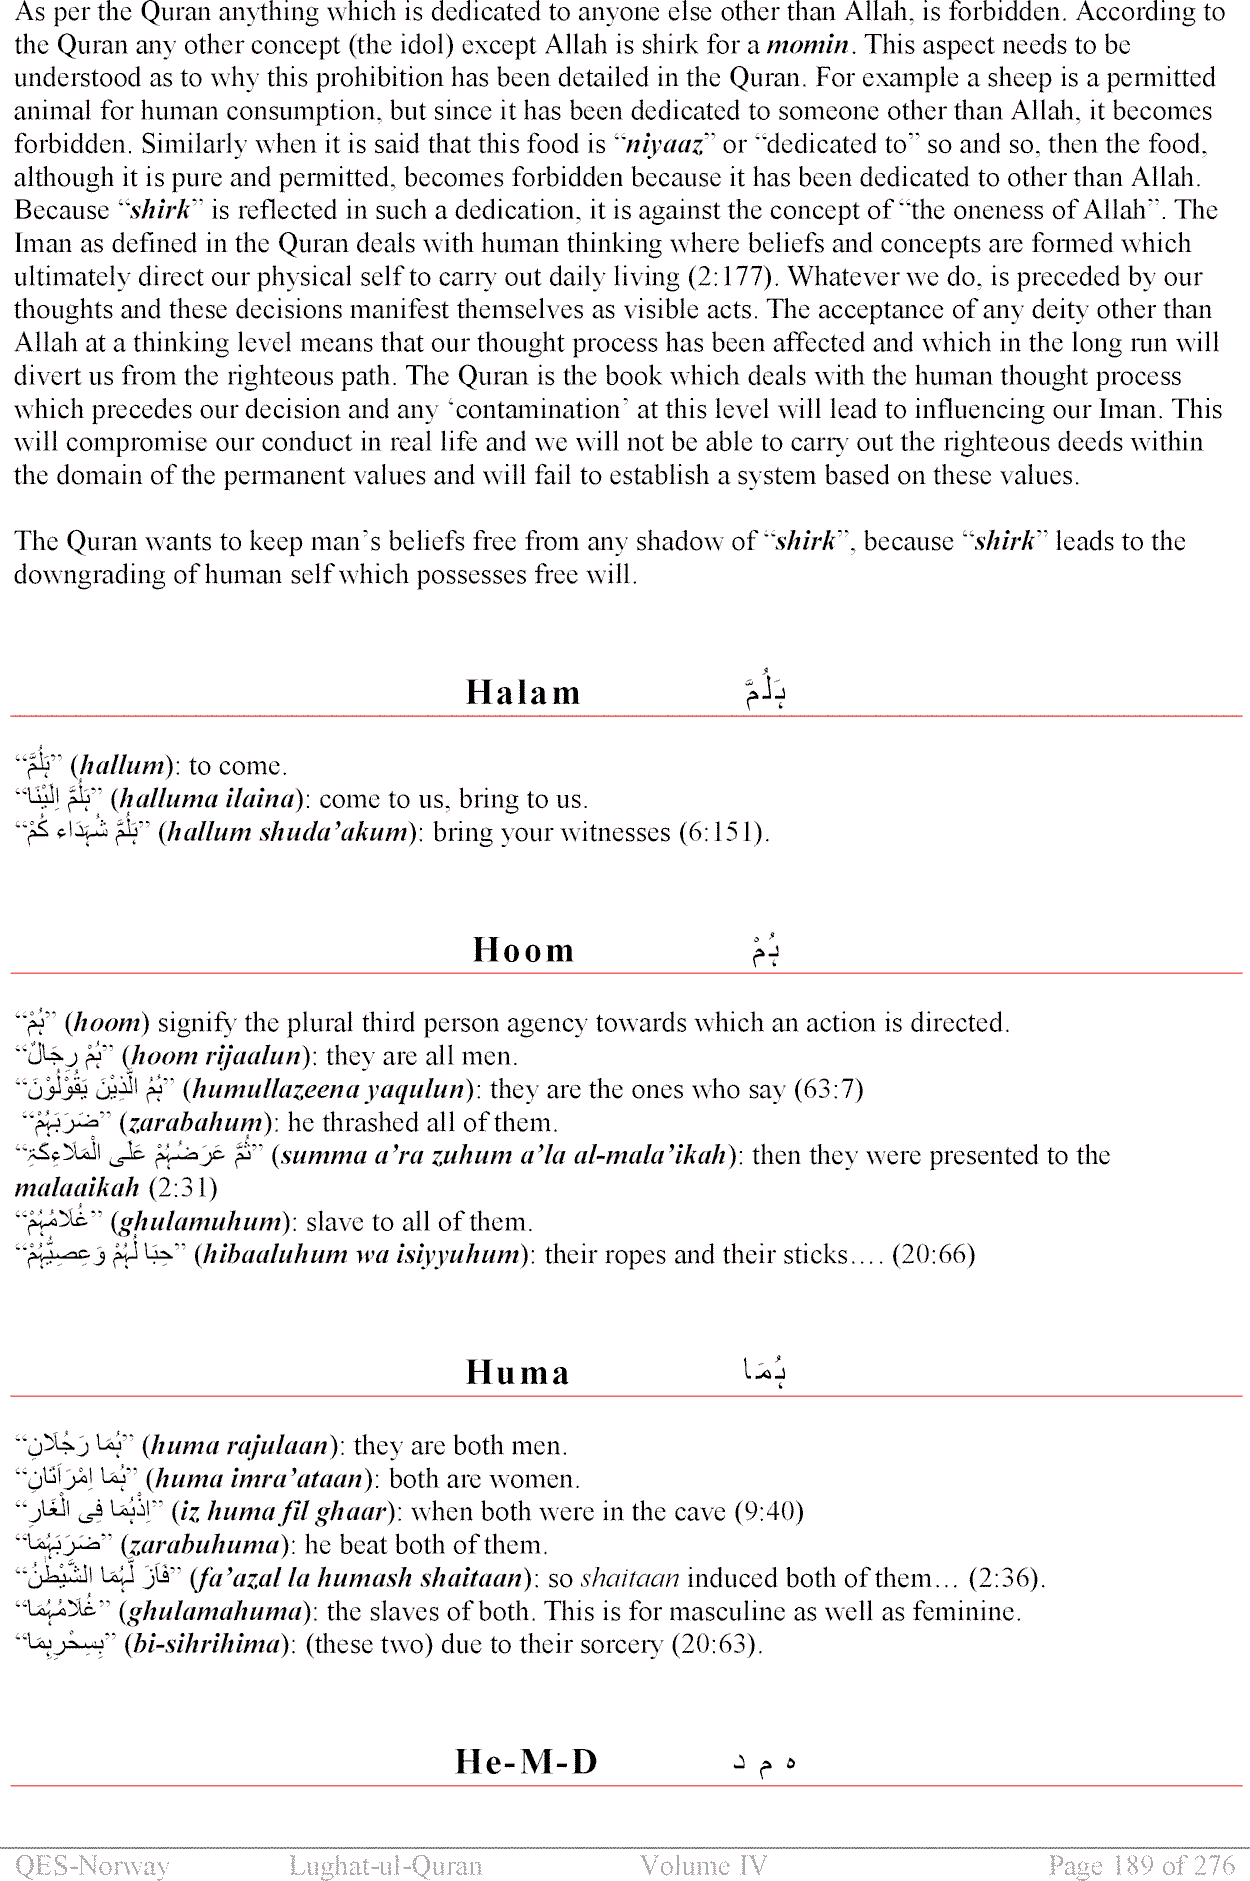 As per the Quran anything which is dedicated to anyone else other than Allah, is forbidden. According to
the Quran any other concept (the idol) except Allah is shirk for a momin. This aspect needs to be
understood as to why this prohibition has been detailed in the Quran. For example a sheep is a permitted
animal for human consumption, but since it has been dedicated to someone other than Allah, it becomes
forbidden. Similarly when it is said that this food is “niyaaz” or “dedicated to” so and so, then the food,
although it is pure and permitted, becomes forbidden because it has been dedicated to other than Allah.
Because “shirk” is reflected in such a dedication, it is against the concept of “the oneness of Allah”. The
Iman as defined in the Quran deals with human thinking where beliefs and concepts are formed which
ultimately direct our physical self to carry out daily living (2:177). Whatever we do, is preceded by our
thoughts and these decisions manifest themselves as visible acts. The acceptance of any deity other than
Allah at a thinking level means that our thought process has been affected and which in the long run will
divert us from the righteous path. The Quran is the book which deals with the human thought process
which precedes our decision and any ‘contamination’ at this level will lead to influencing our Iman. This
will compromise our conduct in real life and we will not be able to carry out the righteous deeds within
the domain of the permanent values and will fail to establish a system based on these values.
The Quran wants to keep man’s beliefs free from any shadow of “shirk”, because “shirk” leads to the
downgrading of human self which possesses free will.
Halam ہَلُمَّ
“ہَلُمَّ” (hallum): to come.
“ہَلُمَّ اِلَیْنَا” (halluma ilaina): come to us, bring to us.
“ہَلُمَّ شُہَدَاء کُمْ” (hallum shuda’akum): bring your witnesses (6:151).
Hoom ہُمْ
“ہُمْ” (hoom) signify the plural third person agency towards which an action is directed.
“ہُمْ رِجَالٌ” (hoom rijaalun): they are all men.
“ہُمُ الَّذِیْنَ یَقُوْلُوْنَ” (humullazeena yaqulun): they are the ones who say (63:7)
“ضَرَبَہُمْ” (zarabahum): he thrashed all of them.
“ثُمَّ عَرَضَہُمْ عَلَی الْمَلَاءِکَۃِ” (summa a’ra zuhum a’la al-mala’ikah): then they were presented to the
malaaikah (2:31)
“غُلَامُہُمْ” (ghulamuhum): slave to all of them.
“حِبَا لُہُمْ وَ عِصِیُّہُمْ” (hibaaluhum wa isiyyuhum): their ropes and their sticks…. (20:66)
Huma ہُمَا
“ہُمَا رَجُلَانِ” (huma rajulaan): they are both men.
“ہُمَا اِمْرَاَتَانِ” (huma imra’ataan): both are women.
“اِذْہُمَا فِی الْغَارِ” (iz huma fil ghaar): when both were in the cave (9:40)
“ضَرَبَہُمَا” (zarabuhuma): he beat both of them.
“فَاَزَ لَّہُمَا الشَّیْطٰنُ” (fa’azal la humash shaitaan): so shaitaan induced both of them… (2:36).
“غُلَامُہُمَا” (ghulamahuma): the slaves of both. This is for masculine as well as feminine.
“بِسِحْرِہِمَا” (bi-sihrihima): (these two) due to their sorcery (20:63).
He-M-D ہ م د
QES-Norway Lughat-ul-Quran Volume IV Page 189 of 276